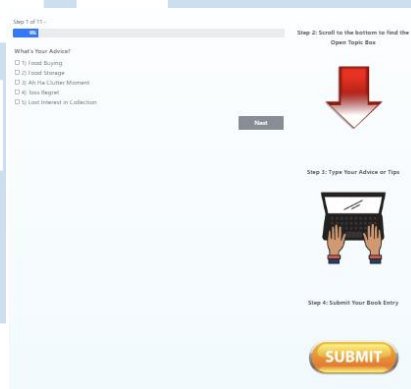 Step 1 of 11 -
What's Your Advice?
1) Food Buying
2) Food Storage
3) Ah Ha Clutter Moment
4) Toss Regret
5) Lost Interest in Collection
Next
Step 2: Scroll to the bottom to find the
Open Topic Box
Step 3: Type Your Advice or Tips
Step 4: Submit Your Book Entry
SUBMIT